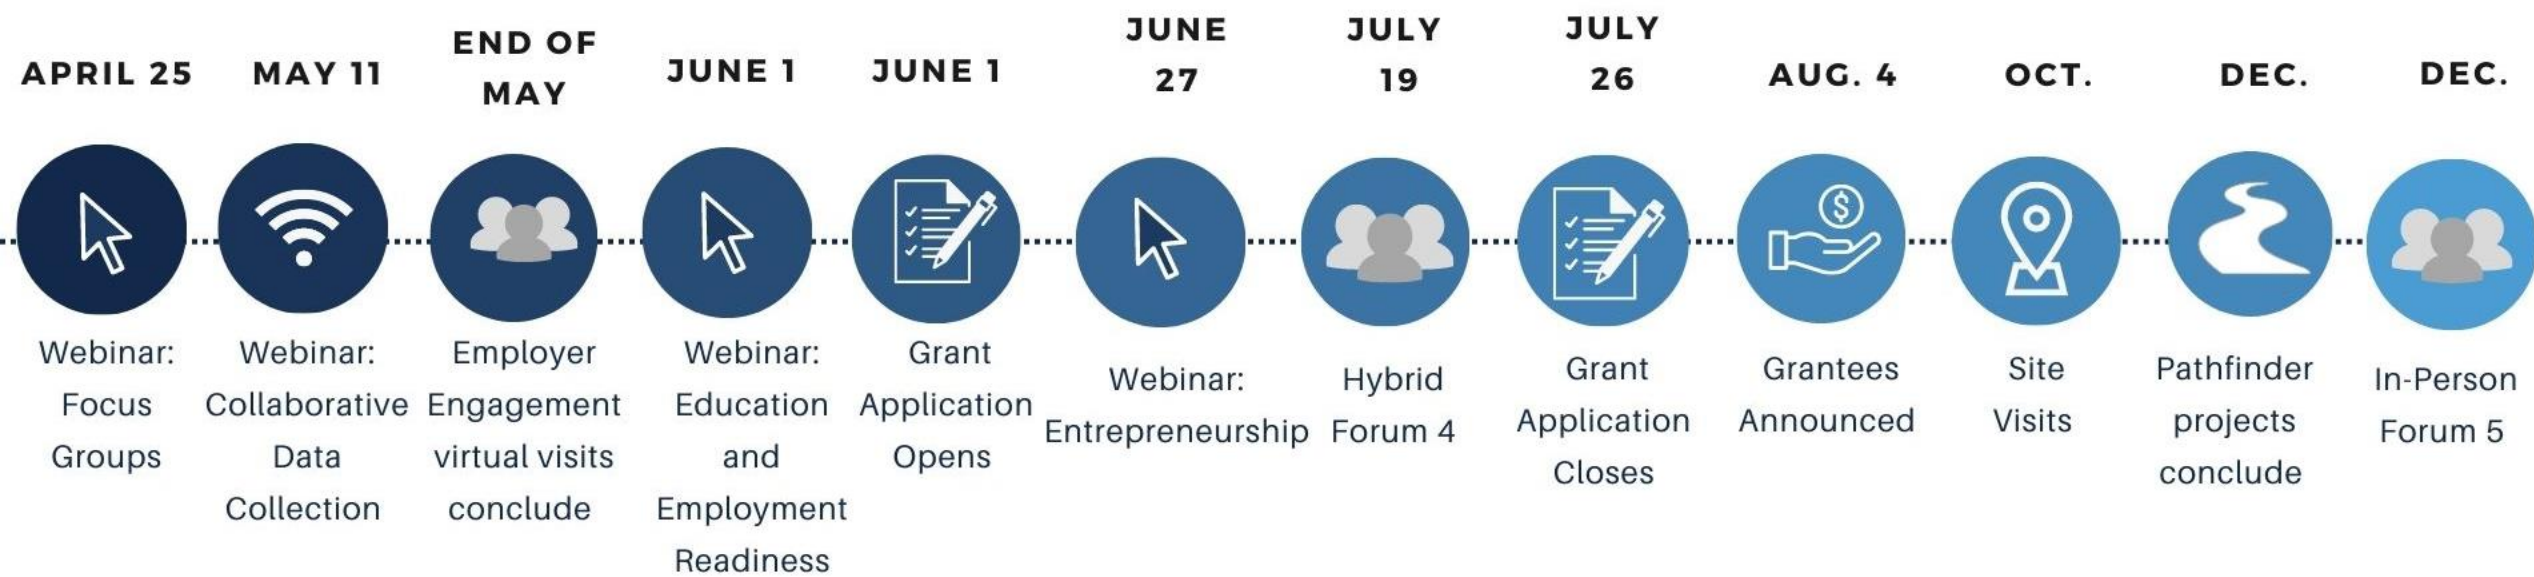 APRIL 25
Webinar:
Focus
Groups
MAY 11
Webinar:
Collaborative
Data
Collection
END OF
MAY
Employer
Engagement
virtual visits
conclude
JUNE 1
Webinar:
Education
and
Employment
Readiness
JUNE 1
Grant
Application
Opens
JUNE
27
Webinar:
Entrepreneurship
JULY
19
Hybrid
Forum 4
JULY
26
Grant
Application
Closes
AUG. 4
$
Grantees
Announced
OCT.
Site
Visits
DEC.
Pathfinder
projects
conclude
DEC.
In-Person
Forum 5